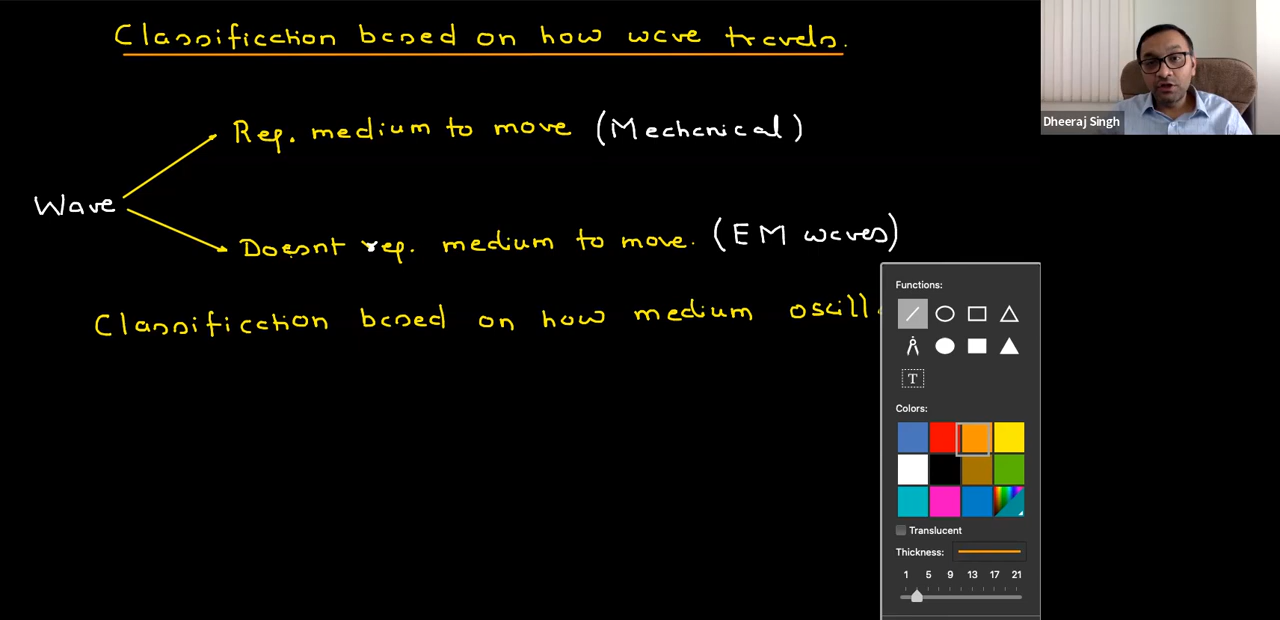 Classification based on how wave travels.
Dheeraj Singh
Req. medium to move (Mechanical)
Wave
Doesnt req. medium to move. (EM waves)
Classification based on how medium oscill
Functions:
T
Colors:
Translucent
Thickness:
1 5 9 13 17 21